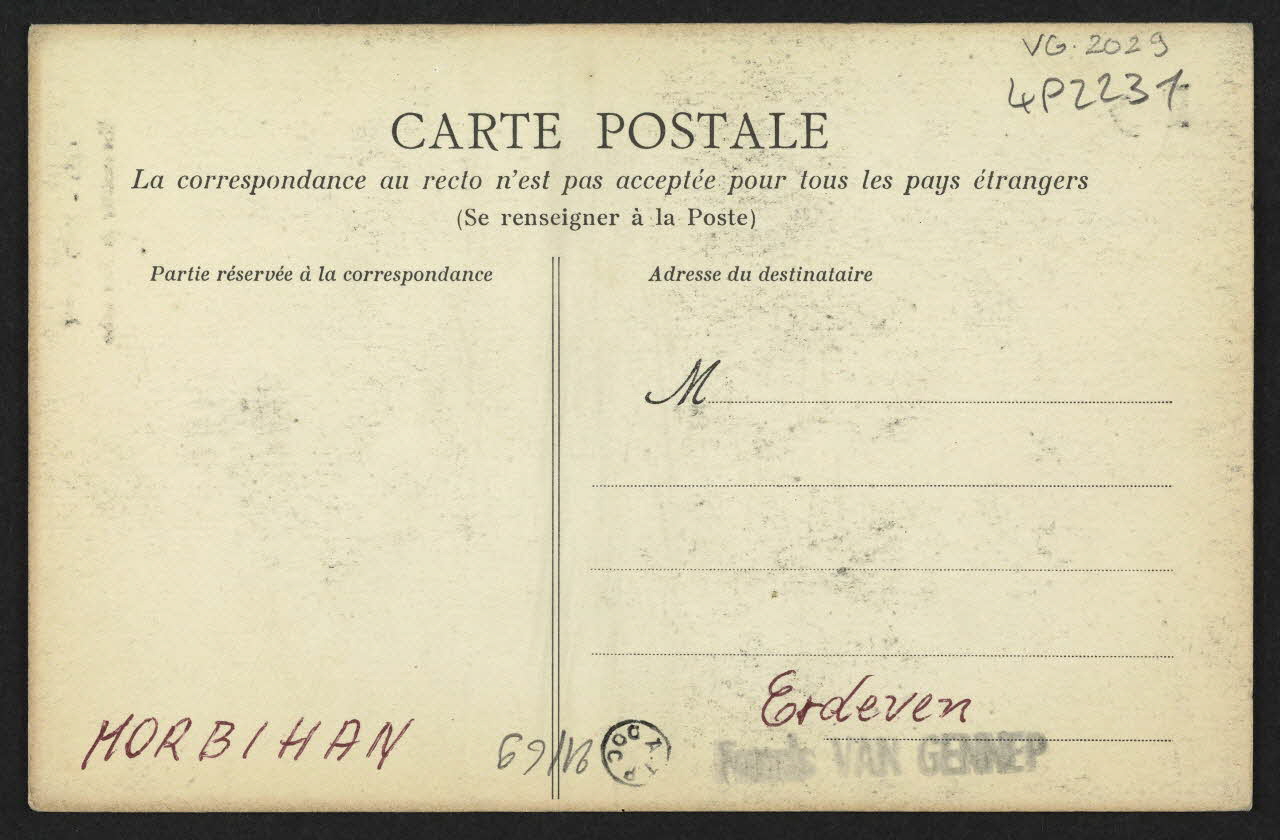 VG. 2029
4P2231
CARTE POSTALE
La correspondance au recto n'est pas acceptée pour tous les pays étrangers
(Se renseigner à la Poste)
Partie réservée à la correspondance
Adresse du destinataire
M
Erdeven
MORBIHAN
Fonds VAN GENNEP